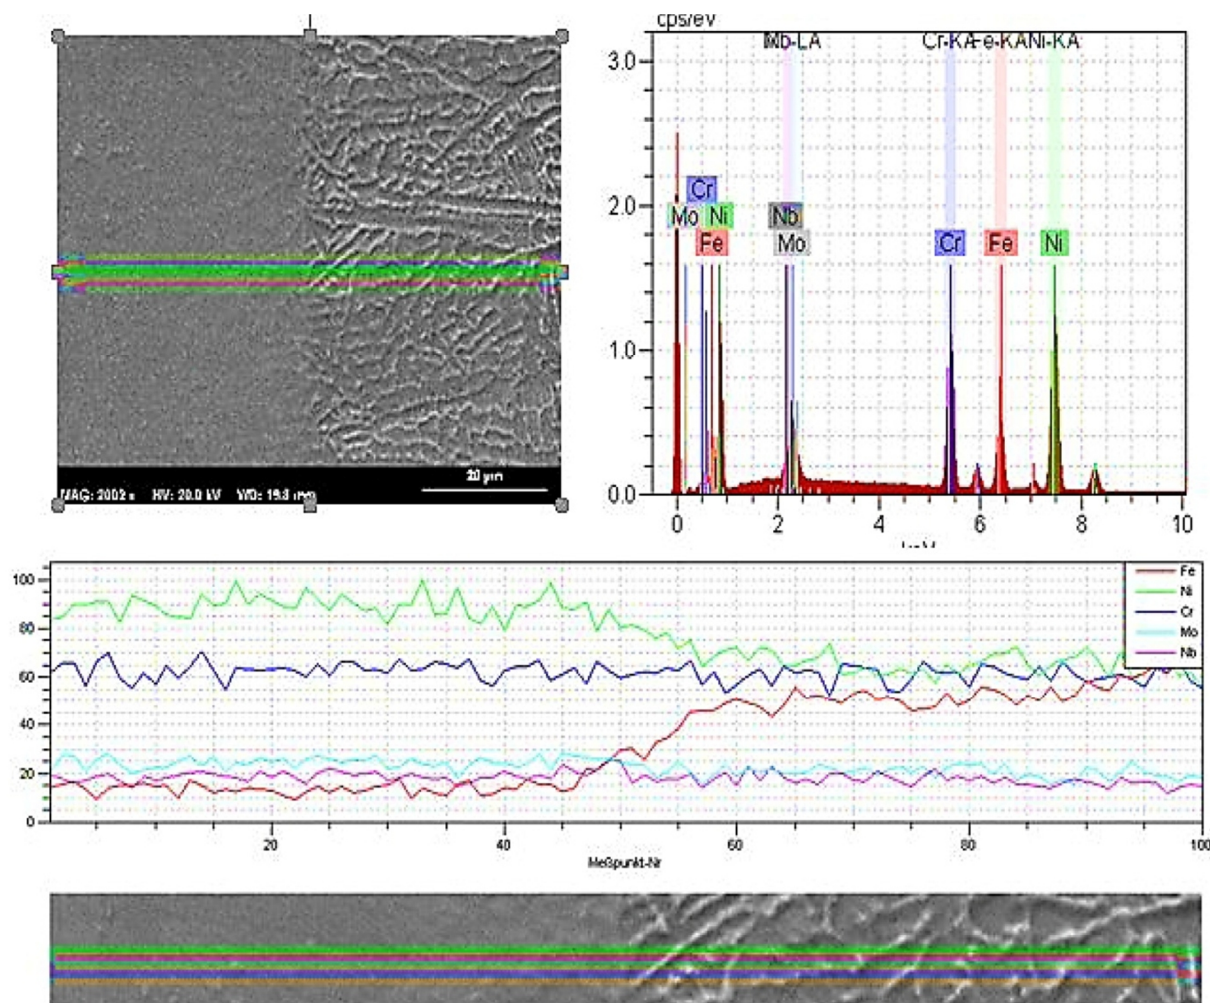 cps/eV
Mb-LA Cr-KA Fe-KA Ni-KA
3.0
2.0
1.0
0.0
Cr
Mo Ni
Fe
Nb
Mo
Cr Fe Ni
0 2 4 6 8 10
20 µm
MAG: 2002 x HV: 20.0 kV WD: 19.8 mm
100
80
60
40
20
0
Fe
Ni
Cr
Mo
Nb
20 40 60 80 100
Meßpunkt-Nr